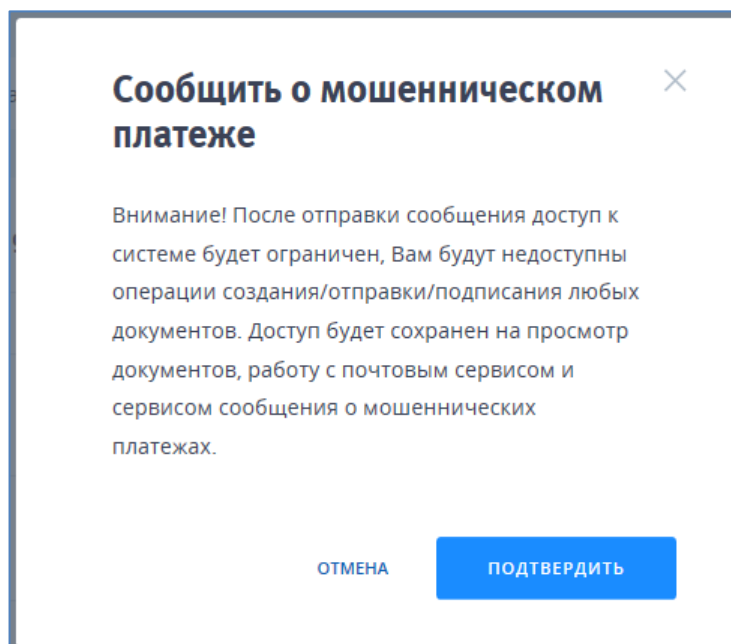 Сообщить о мошенническом
платеже
Внимание! После отправки сообщения доступ к
системе будет ограничен, Вам будут недоступны
операции создания/отправки/подписания любых
документов. Доступ будет сохранен на просмотр
документов, работу с почтовым сервисом и
сервисом сообщения о мошеннических
платежах.
ОТМЕНА
ПОДТВЕРДИТЬ